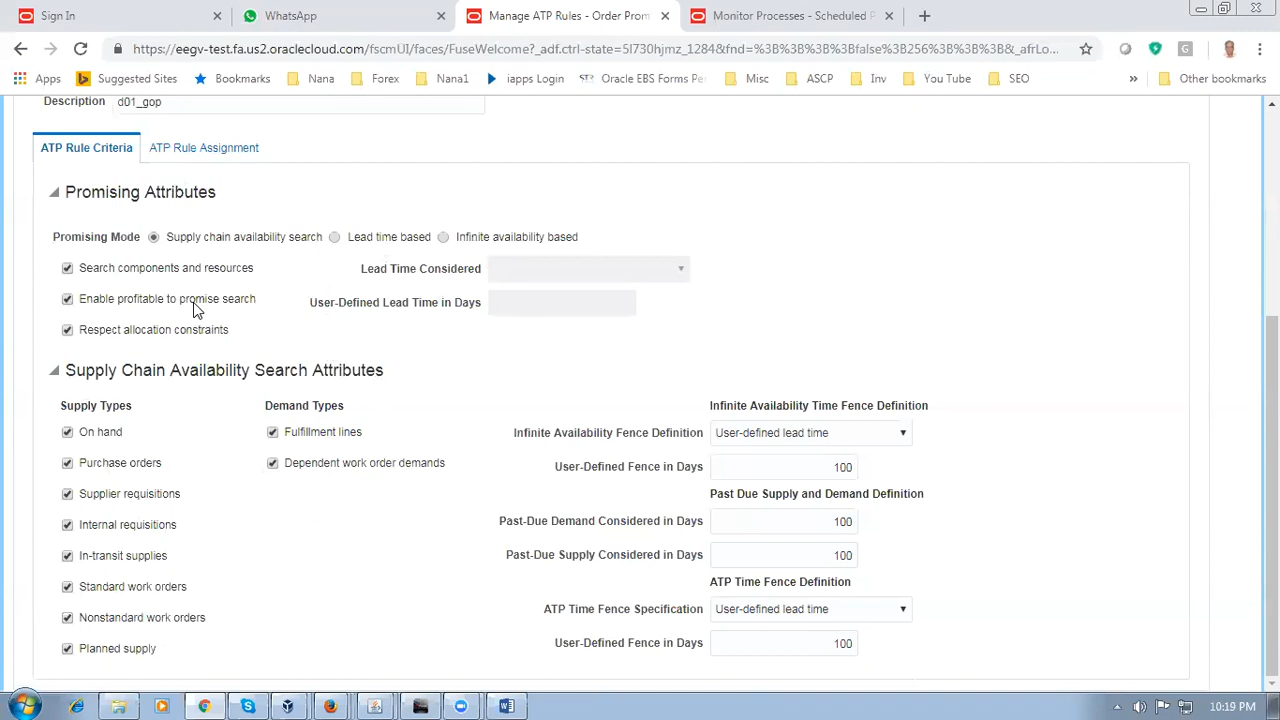 Sign In
WhatsApp
Manage ATP Rules - Order Prom
Monitor Processes - Scheduled P
https://eegv-test.fa.us2.oraclecloud.com/fscmUI/faces/FuseWelcome?_adf.ctrl-state=5l730hjmz_1284&fnd=%3B%3B%3B%3Bfalse%3B256%3B%3B%3B&_afrLo...
Apps Suggested Sites Bookmarks Nana Forex Nana1 iapps Login Oracle EBS Forms Pe Misc ASCP Inv You Tube SEO » Other bookmarks
Description d01_gop
ATP Rule Criteria ATP Rule Assignment
Promising Attributes
Promising Mode Supply chain availability search Lead time based Infinite availability based
Search components and resources Lead Time Considered
Enable profitable to promise search User-Defined Lead Time in Days
Respect allocation constraints
Supply Chain Availability Search Attributes
Supply Types Demand Types Infinite Availability Time Fence Definition
On hand Fulfillment lines Infinite Availability Fence Definition User-defined lead time
Purchase orders Dependent work order demands User-Defined Fence in Days 100
Supplier requisitions Past Due Supply and Demand Definition
Internal requisitions Past-Due Demand Considered in Days 100
In-transit supplies Past-Due Supply Considered in Days 100
Standard work orders ATP Time Fence Definition
Nonstandard work orders ATP Time Fence Specification User-defined lead time
Planned supply User-Defined Fence in Days 100
10:19 PM